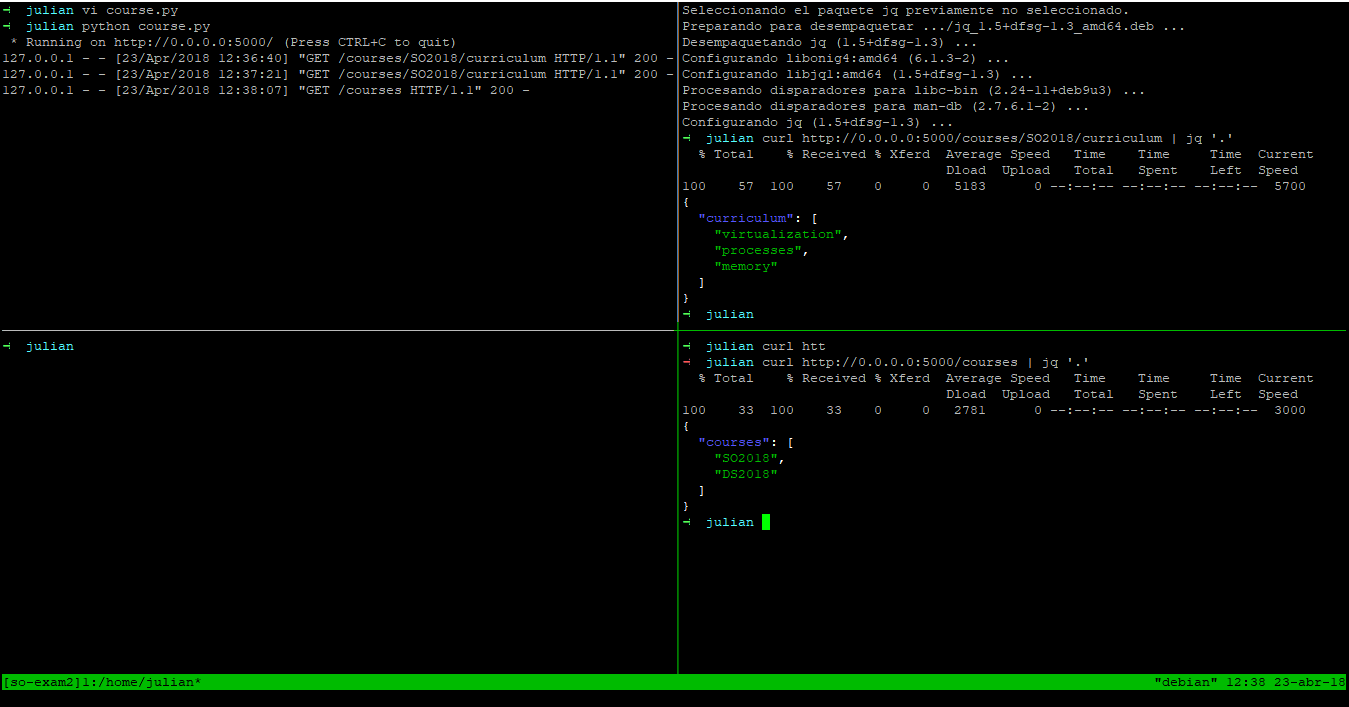 → julian vi course.py
→ julian python course.py
* Running on http://0.0.0.0:5000/ (Press CTRL+C to quit)
127.0.0.1 - - [23/Apr/2018 12:36:40] "GET /courses/SO2018/curriculum HTTP/1.1" 200 -
127.0.0.1 - - [23/Apr/2018 12:37:21] "GET /courses/SO2018/curriculum HTTP/1.1" 200 -
127.0.0.1 - - [23/Apr/2018 12:38:07] "GET /courses HTTP/1.1" 200 -
Seleccionando el paquete jq previamente no seleccionado.
Preparando para desempaquetar .../jq_1.5+dfsg-1.3_amd64.deb ...
Desempaquetando jq (1.5+dfsg-1.3) ...
Configurando libonig4:amd64 (6.1.3-2) ...
Configurando libjq1:amd64 (1.5+dfsg-1.3) ...
Procesando disparadores para libc-bin (2.24-11+deb9u3) ...
Procesando disparadores para man-db (2.7.6.1-2) ...
Configurando jq (1.5+dfsg-1.3) ...
→ julian curl http://0.0.0.0:5000/courses/SO2018/curriculum | jq '.'
% Total % Received % Xferd Average Speed Time Time Time Current
Dload Upload Total Spent Left Speed
100 57 100 57 0 0 5183 0 --:--:-- --:--:-- --:--:-- 5700
{
"curriculum": [
"virtualization",
"processes",
"memory"
]
}
→ julian
→ julian
→ julian curl htt
→ julian curl http://0.0.0.0:5000/courses | jq '.'
% Total % Received % Xferd Average Speed Time Time Time Current
Dload Upload Total Spent Left Speed
100 33 100 33 0 0 2781 0 --:--:-- --:--:-- --:--:-- 3000
{
"courses": [
"SO2018",
"DS2018"
]
}
→ julian
[so-exam2]1:/home/julian* "debian" 12:38 23-abr-18